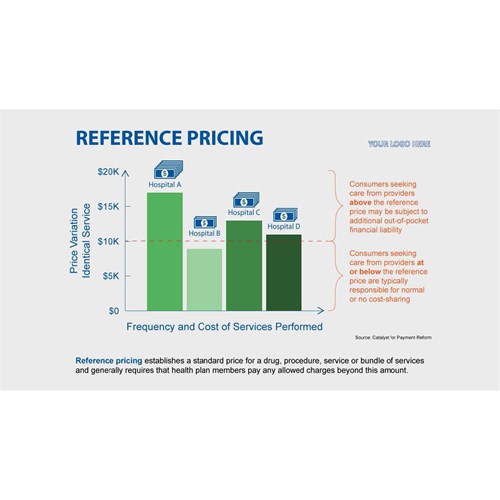 REFERENCE PRICING
YOUR LOGO HERE
Price Variation
Identical Service
$20K
$15K
$10K
$5K
$0
Hospital A
Hospital B
Hospital C
Hospital D
$
$
$
$
Consumers seeking
care from providers
above the reference
price may be subject to
additional out-of-pocket
financial liability
Consumers seeking
care from providers at
or below the reference
price are typically
responsible for normal
or no cost-sharing
Frequency and Cost of Services Performed
Source: Catalyst for Payment Reform
Reference pricing establishes a standard price for a drug, procedure, service or bundle of services
and generally requires that health plan members pay any allowed charges beyond this amount.